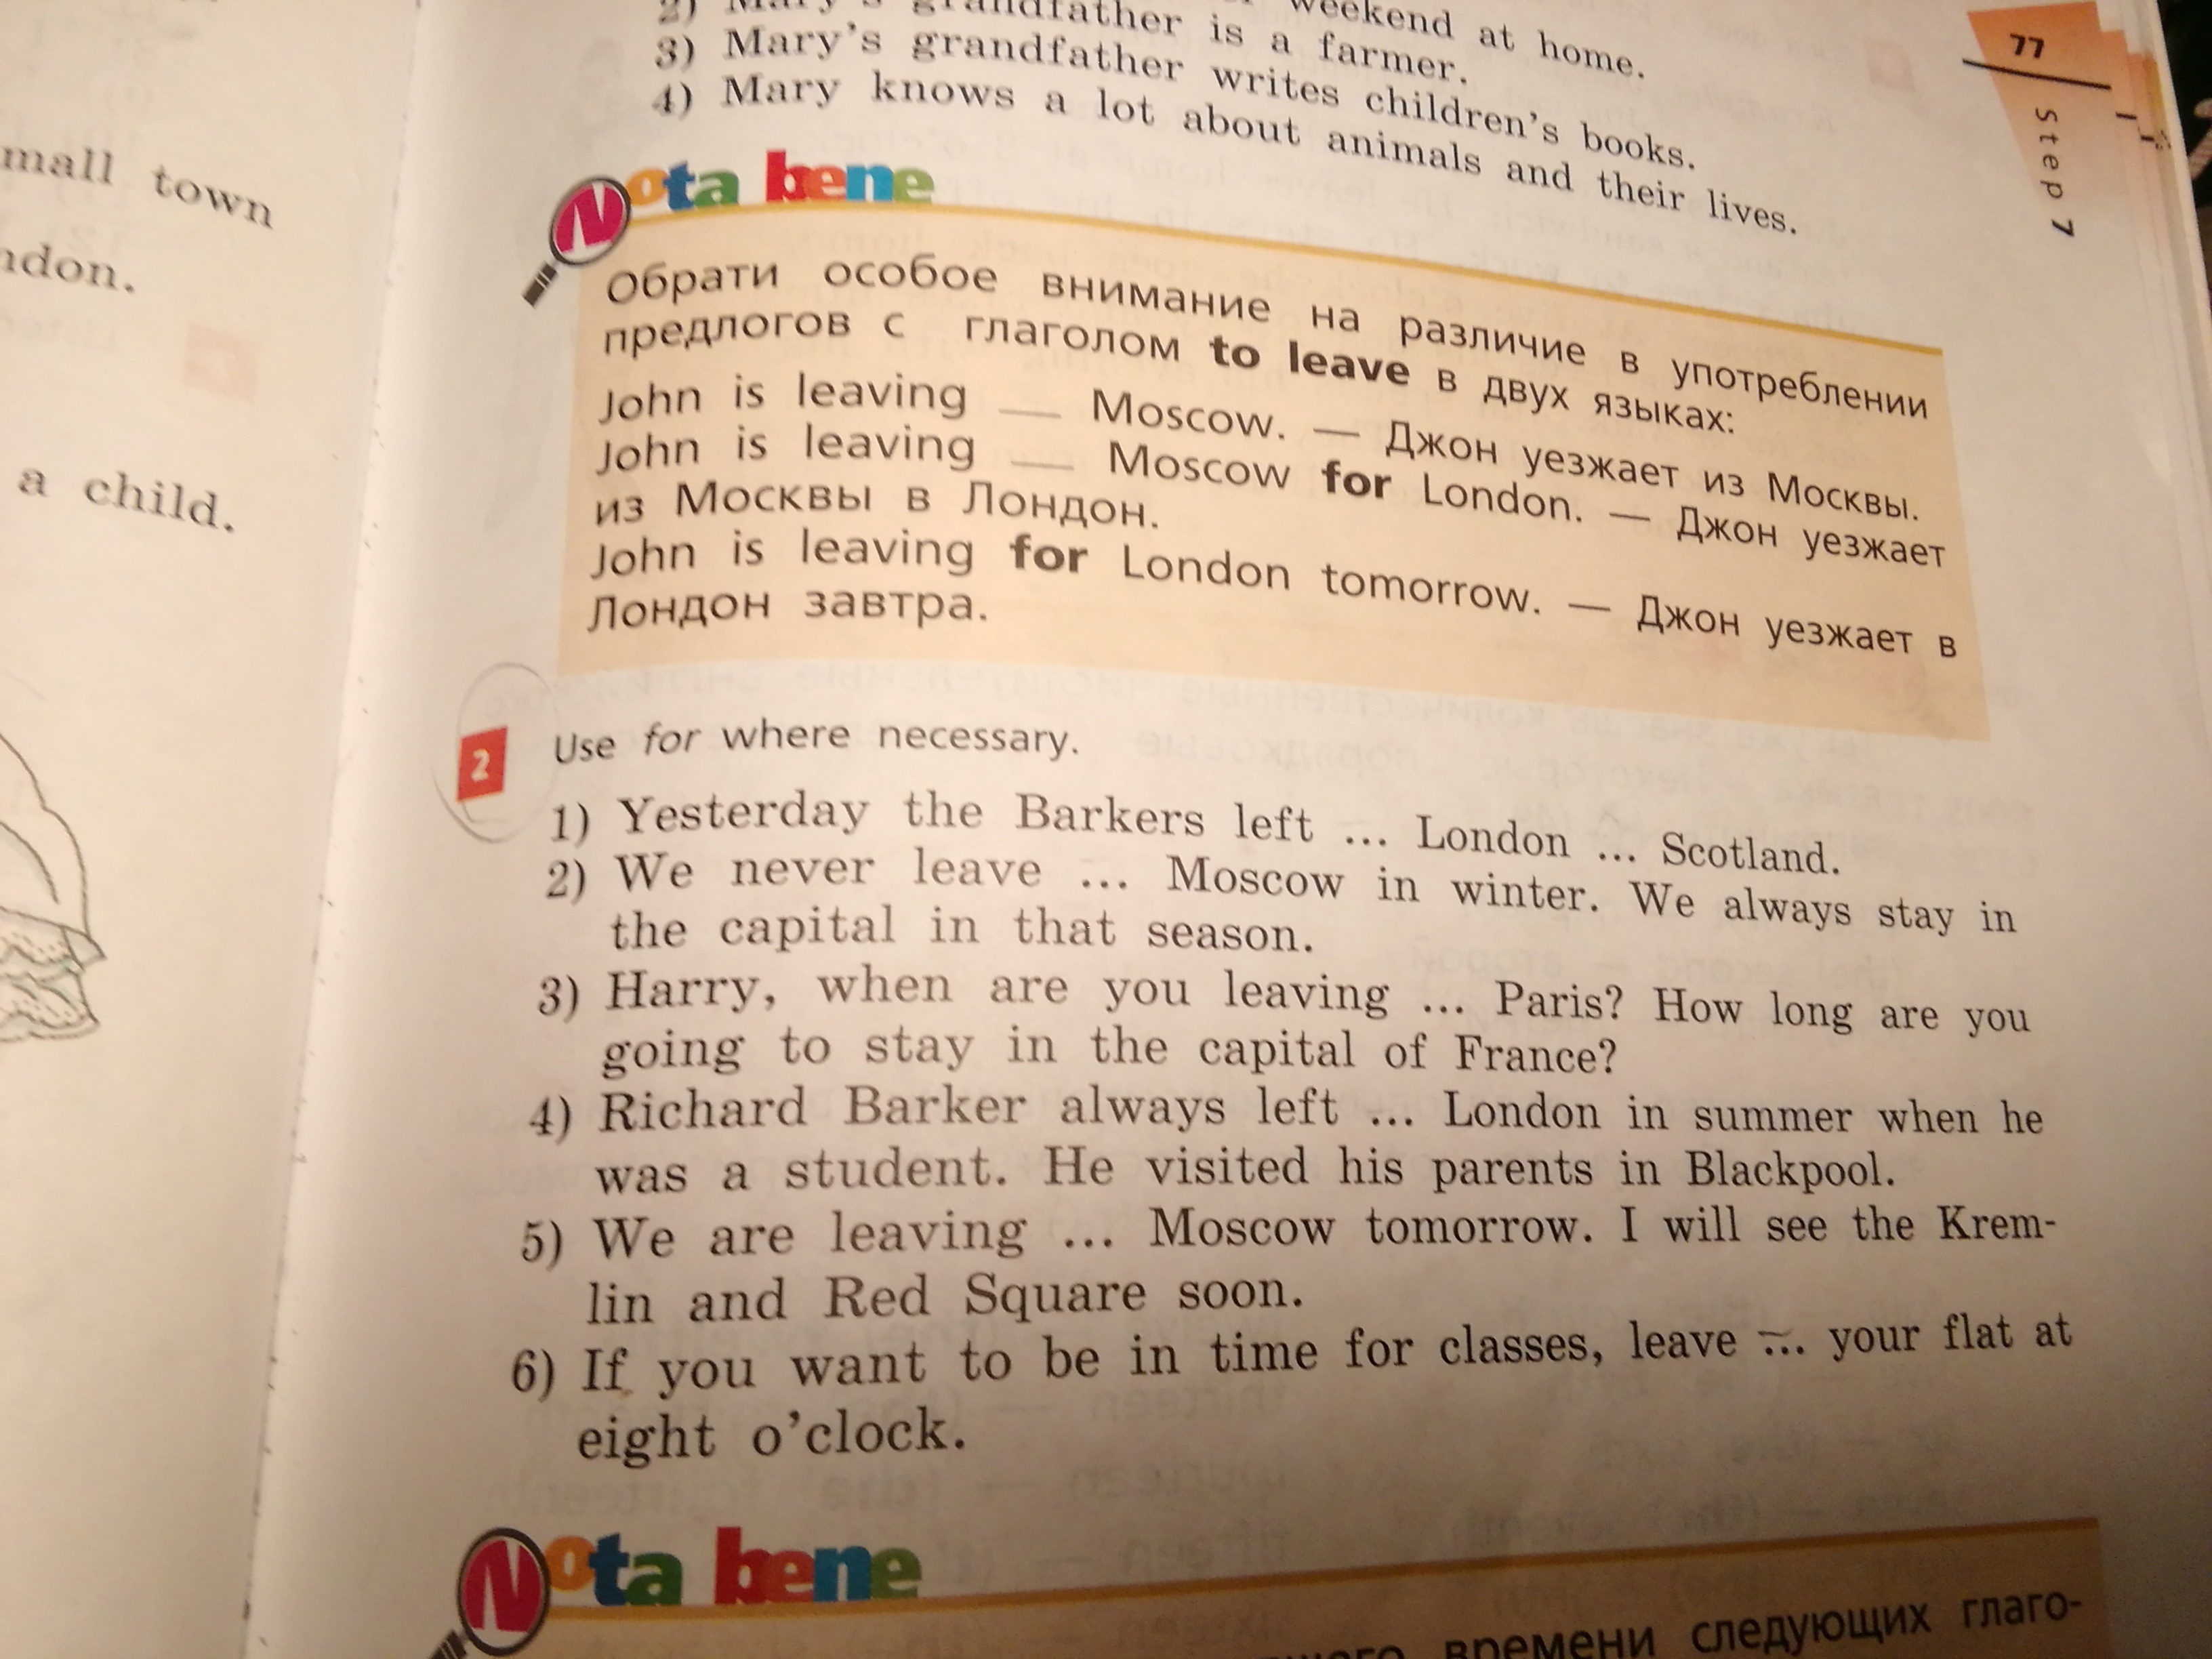 mall town
ndon.
a child.
weekend at home.
2) Mary's grandfather is a farmer.
3) Mary's grandfather writes children's books.
4) Mary knows a lot about animals and their lives.
77
Step 7
Nota bene
Обрати особое внимание на различие в употреблении
предлогов с глаголом to leave в двух языках:
John is leaving __ Moscow. — Джон уезжает из Москвы.
John is leaving __ Moscow for London. — Джон уезжает
из Москвы в Лондон.
John is leaving for London tomorrow. — Джон уезжает в
Лондон завтра.
2 Use for where necessary.
1) Yesterday the Barkers left ... London ... Scotland.
2) We never leave ... Moscow in winter. We always stay in
the capital in that season.
3) Harry, when are you leaving ... Paris? How long are you
going to stay in the capital of France?
4) Richard Barker always left ... London in summer when he
was a student. He visited his parents in Blackpool.
5) We are leaving ... Moscow tomorrow. I will see the Krem-
lin and Red Square soon.
6) If you want to be in time for classes, leave ... your flat at
eight o'clock.
Nota bene
времени следующих глаго-